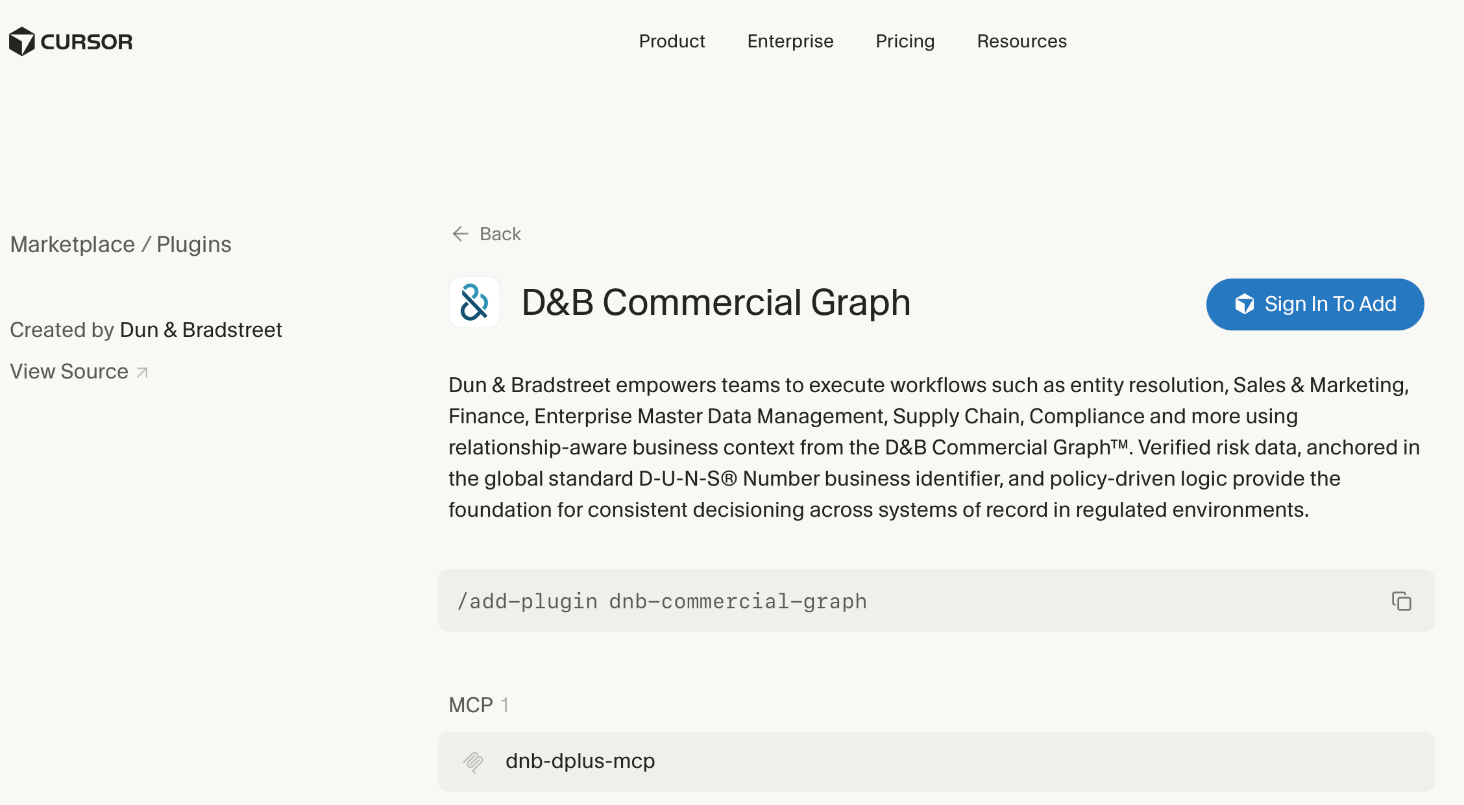 CURSOR
Product Enterprise Pricing Resources
Marketplace / Plugins
Created by Dun & Bradstreet
View Source
Back
D&B Commercial Graph
Sign In To Add
Dun & Bradstreet empowers teams to execute workflows such as entity resolution, Sales & Marketing,
Finance, Enterprise Master Data Management, Supply Chain, Compliance and more using
relationship-aware business context from the D&B Commercial Graph™. Verified risk data, anchored in
the global standard D-U-N-S® Number business identifier, and policy-driven logic provide the
foundation for consistent decisioning across systems of record in regulated environments.
/add-plugin dnb-commercial-graph
MCP 1
dnb-dplus-mcp